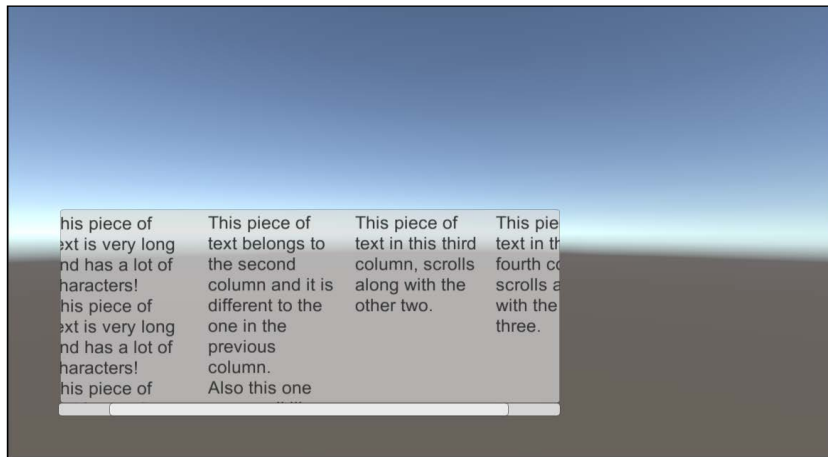 his piece of
ext is very long
nd has a lot of
haracters!
his piece of
ext is very long
nd has a lot of
haracters!
his piece of
This piece of
text belongs to
the second
column and it is
different to the
one in the
previous
column.
Also this one
This piece of
text in this third
column, scrolls
along with the
other two.
This pie
text in th
fourth co
scrolls a
with the
three.